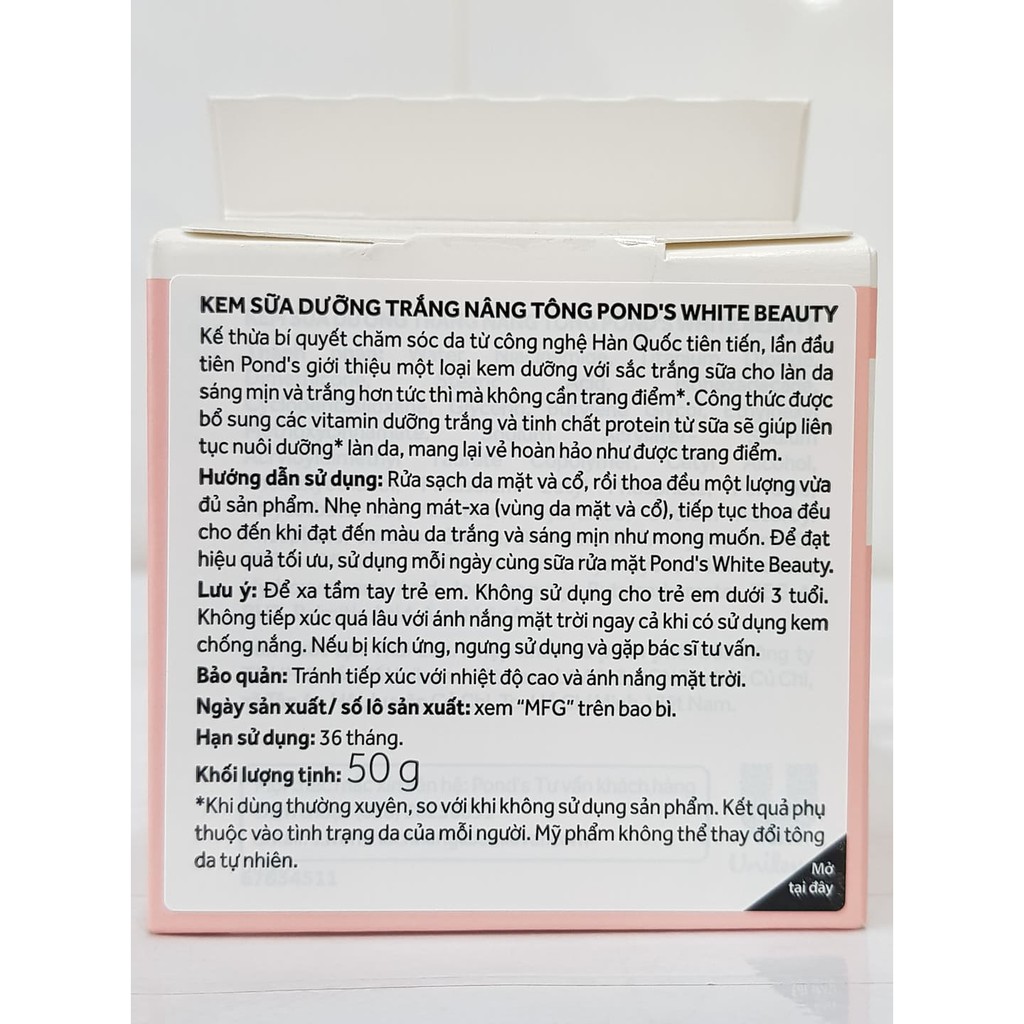 KEM SỮA DƯỠNG TRẮNG NÂNG TÔNG POND'S WHITE BEAUTY
Kế thừa bí quyết chăm sóc da từ công nghệ Hàn Quốc tiên tiến, lần đầu
tiên Pond's giới thiệu một loại kem dưỡng với sắc trắng sữa cho làn da
sáng mịn và trắng hơn tức thì mà không cần trang điểm*. Công thức được
bổ sung các vitamin dưỡng trắng và tinh chất protein từ sữa sẽ giúp liên
tục nuôi dưỡng* làn da, mang lại vẻ hoàn hảo như được trang điểm.
Hướng dẫn sử dụng: Rửa sạch da mặt và cổ, rồi thoa đều một lượng vừa
đủ sản phẩm. Nhẹ nhàng mát-xa (vùng da mặt và cổ), tiếp tục thoa đều
cho đến khi đạt đến màu da trắng và sáng mịn như mong muốn. Để đạt
hiệu quả tối ưu, sử dụng mỗi ngày cùng sữa rửa mặt Pond's White Beauty.
Lưu ý: Để xa tầm tay trẻ em. Không sử dụng cho trẻ em dưới 3 tuổi.
Không tiếp xúc quá lâu với ánh nắng mặt trời ngay cả khi có sử dụng kem
chống nắng. Nếu bị kích ứng, ngưng sử dụng và gặp bác sĩ tư vấn.
Bảo quản: Tránh tiếp xúc với nhiệt độ cao và ánh nắng mặt trời.
Ngày sản xuất/ số lô sản xuất: xem "MFG" trên bao bì.
Hạn sử dụng: 36 tháng.
Khối lượng tịnh: 50 g
*Khi dùng thường xuyên, so với khi không sử dụng sản phẩm. Kết quả phụ
thuộc vào tình trạng da của mỗi người. Mỹ phẩm không thể thay đổi tông
da tự nhiên.
Mở
tại đây